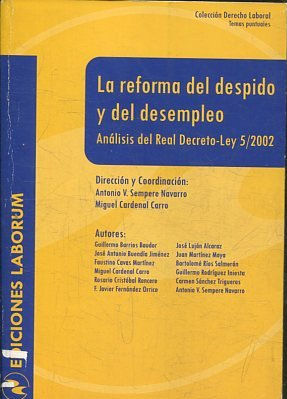 Colección Derecho Laboral
Temas puntuales
La reforma del despido
y del desempleo
Análisis del Real Decreto-Ley 5/2002
Dirección y Coordinación:
Antonio V. Sempere Navarro
Miguel Cardenal Carro
Autores:
Guillermo Barrios Baudor
José Antonio Buendía Jiménez
Faustino Cavas Martínez
Miguel Cardenal Carro
Rosario Cristóbal Roncero
F. Javier Fernández Orrico
José Luján Alcaraz
Juan Martínez Moya
Bartolomé Ríos Salmerón
Guillermo Rodríguez Iniesta
Carmen Sánchez Trigueros
Antonio V. Sempere Navarro
EDICIONES LABORUM